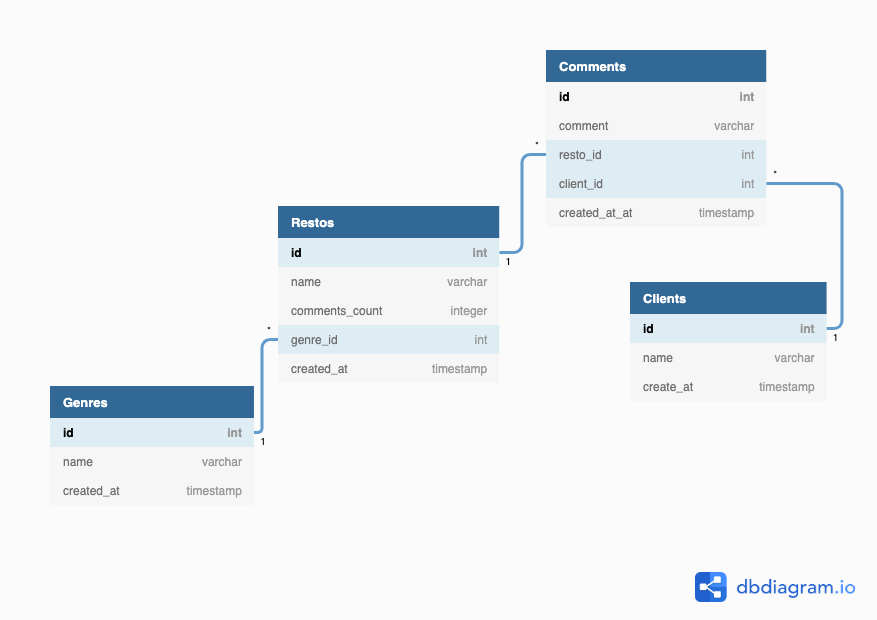 Comments
id int
comment varchar
* resto_id int
client_id int *
created_at_at timestamp
Restos
id int 1
name varchar
comments_count integer
* genre_id int
created_at timestamp
Clients
id int 1
name varchar
create_at timestamp
Genres
id int 1
name varchar
created_at timestamp
dbdiagram.io